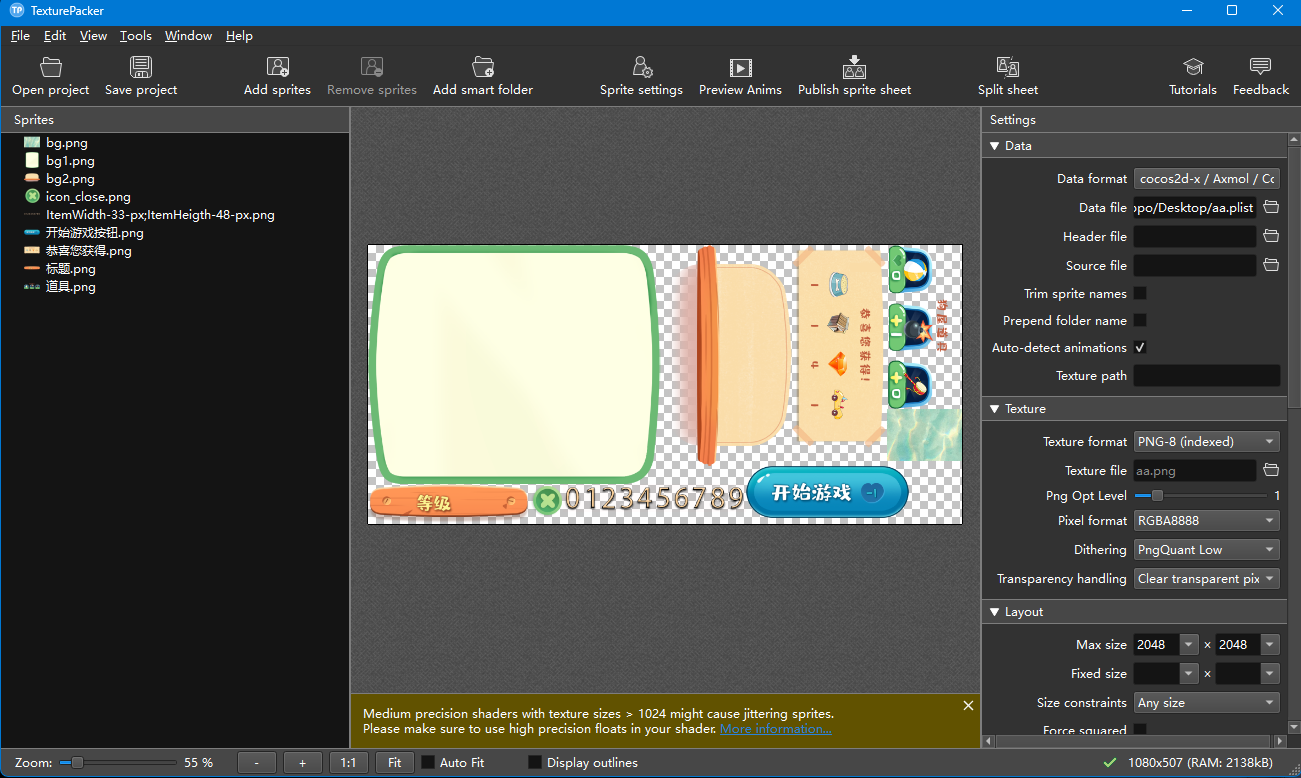 TexturePacker
File Edit View Tools Window Help
Open project Save project Add sprites Remove sprites Add smart folder Sprite settings Preview Anims Publish sprite sheet Split sheet Tutorials Feedback
Sprites
bg.png
bg1.png
bg2.png
icon_close.png
ItemWidth-33-px;ItemHeigth-48-px.png
开始游戏按钮.png
恭喜您获得.png
标题.png
道具.png
恭喜您获得!
等级
0123456789
开始游戏 -1
Medium precision shaders with texture sizes > 1024 might cause jittering sprites.
Please make sure to use high precision floats in your shader. More information...
Settings
Data
Data format cocos2d-x / Axmol / Co
Data file opo/Desktop/aa.plist
Header file
Source file
Trim sprite names
Prepend folder name
Auto-detect animations
Texture path
Texture
Texture format PNG-8 (indexed)
Texture file aa.png
Png Opt Level 1
Pixel format RGBA8888
Dithering PngQuant Low
Transparency handling Clear transparent pix
Layout
Max size 2048 × 2048
Fixed size ×
Size constraints Any size
Force squared
Zoom: 55 % - + 1:1 Fit Auto Fit Display outlines 1080x507 (RAM: 2138kB)